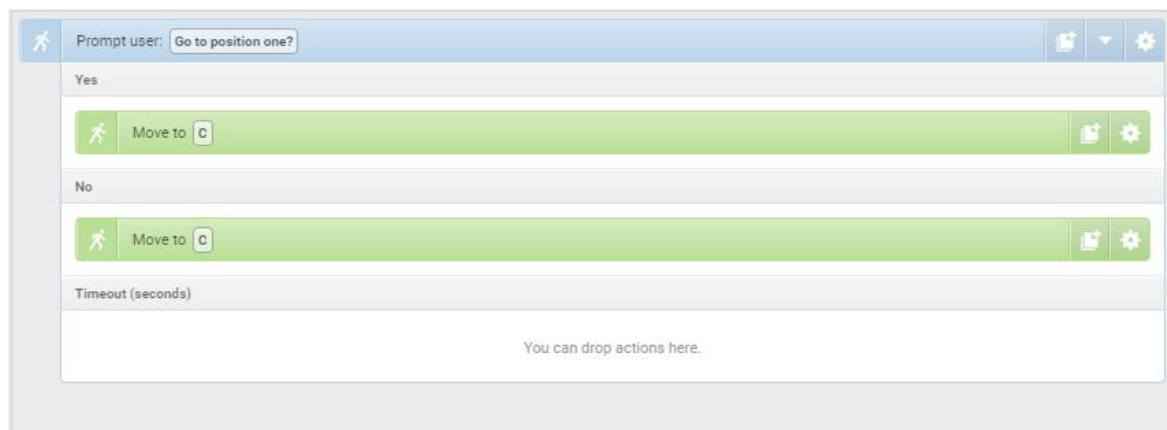 Prompt user: Go to position one?
Yes
Move to C
No
Move to C
Timeout (seconds)
You can drop actions here.